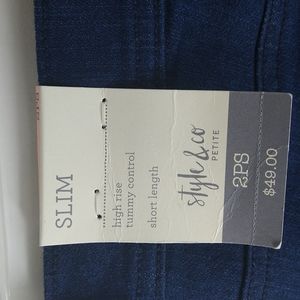 SLIM
high rise
tummy control
short length
style&co
PETITE
2PS
$49.00